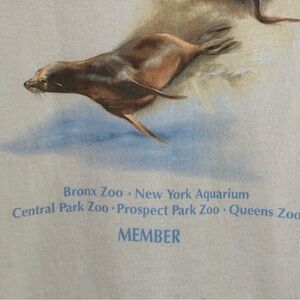 Bronx Zoo · New York Aquarium
Central Park Zoo · Prospect Park Zoo · Queens Zoo
MEMBER